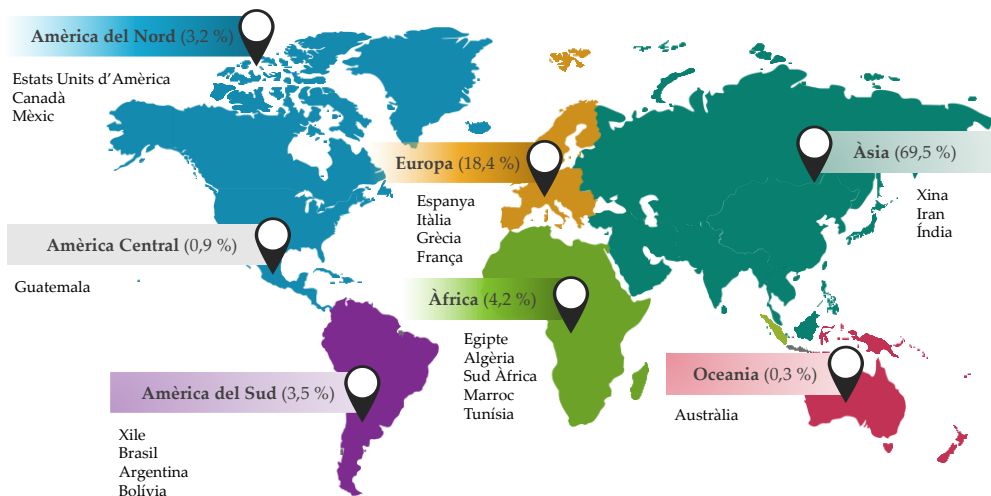 Amèrica del Nord (3,2 %)
Estats Units d’Amèrica
Canadà
Mèxic
Europa (18,4 %)
Espanya
Itàlia
Grècia
França
Àsia (69,5 %)
Xina
Iran
Índia
Amèrica Central (0,9 %)
Guatemala
Àfrica (4,2 %)
Egipte
Algèria
Sud Àfrica
Marroc
Tunísia
Amèrica del Sud (3,5 %)
Xile
Brasil
Argentina
Bolívia
Oceania (0,3 %)
Austràlia